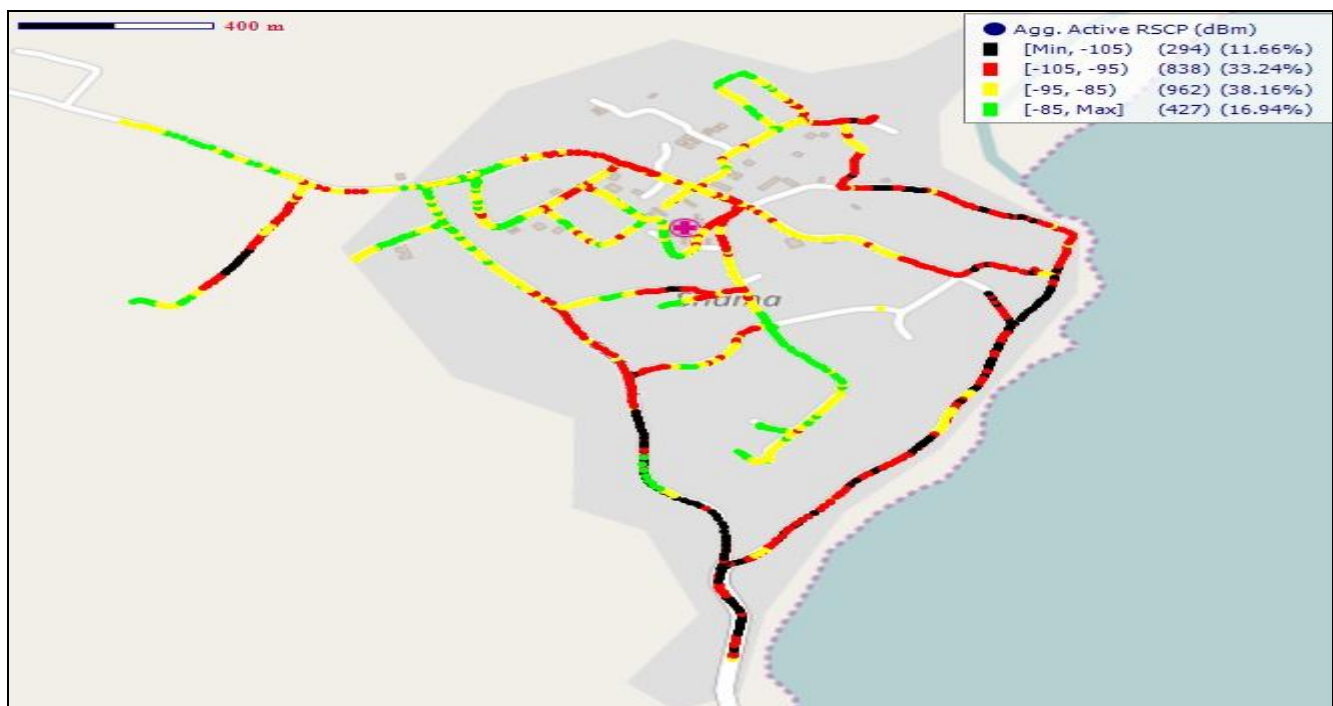 400 m
Agg. Active RSCP (dBm)
[Min, -105) (294) (11.66%)
[-105, -95) (838) (33.24%)
[-95, -85) (962) (38.16%)
[-85, Max] (427) (16.94%)
Shama